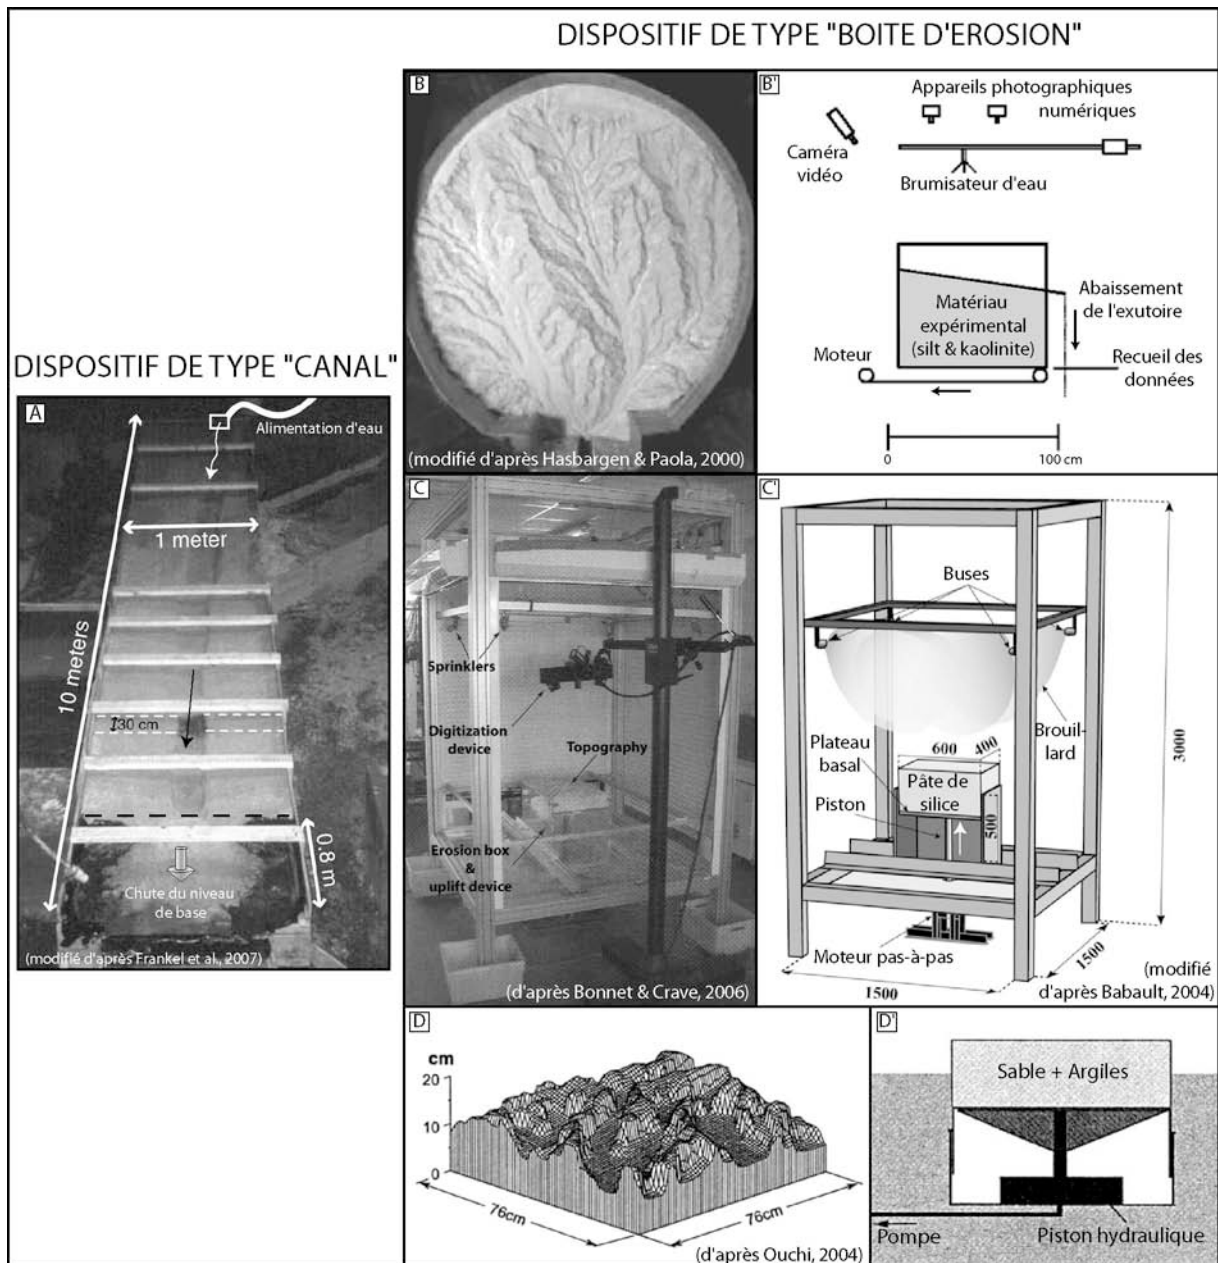 DISPOSITIF DE TYPE "BOITE D'EROSION"
DISPOSITIF DE TYPE "CANAL"
A
Alimentation d'eau
1 meter
10 meters
30 cm
0.8 m
Chute du niveau
de base
(modifié d'après Frankel et al., 2007)
B
(modifié d'après Hasbargen & Paola, 2000)
B'
Appareils photographiques
numériques
Caméra
vidéo
Brumisateur d'eau
Matériau
expérimental
(silt & kaolinite)
Abaissement
de l'exutoire
Moteur
Recueil des
données
0
100 cm
C
Sprinklers
Digitization
device
Topography
Erosion box
&
uplift device
(d'après Bonnet & Crave, 2006)
C'
Buses
Brouil-
lard
Plateau
basal
600
400
Pâte de
silice
Piston
500
3000
Moteur pas-à-pas
1500
1500
(modifié
d'après Babault, 2004)
D
cm
20
10
0
76cm
76cm
(d'après Ouchi, 2004)
D'
Sable + Argiles
Pompe
Piston hydraulique